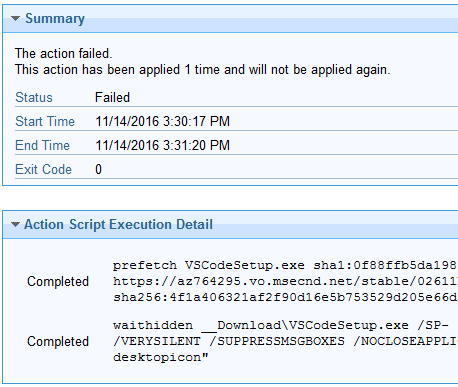 Summary
The action failed.
This action has been applied 1 time and will not be applied again.
Status Failed
Start Time 11/14/2016 3:30:17 PM
End Time 11/14/2016 3:31:20 PM
Exit Code 0
Action Script Execution Detail
prefetch VSCodeSetup.exe sha1:0f88ffb5da198
Completed https://az764295.vo.msecnd.net/stable/02611
sha256:4f1a406321af2f90d16e5b753529d205e66d
waithidden __Download\VSCodeSetup.exe /SP-
Completed /VERYSILENT /SUPPRESSMSGBOXES /NOCLOSEAPPLI
desktopicon"